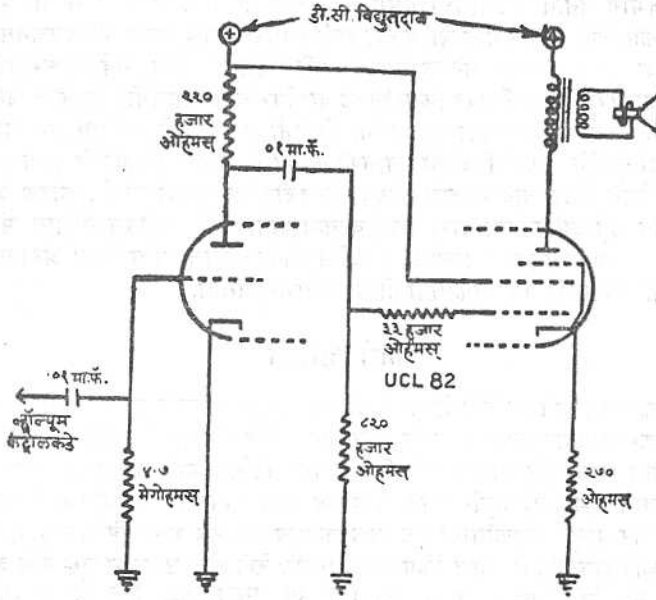 डी.सी. विद्युतदाब
२२०
हजार
ओहमस्
०१ मा.फॅ.
३३ हजार
ओहमस्
UCL 82
.०१ मा.फॅ.
व्हॉल्यूम
कंट्रोलकडे
४.७
मेगोहमस्
८२०
हजार
ओहमस्
२७०
ओहमस्